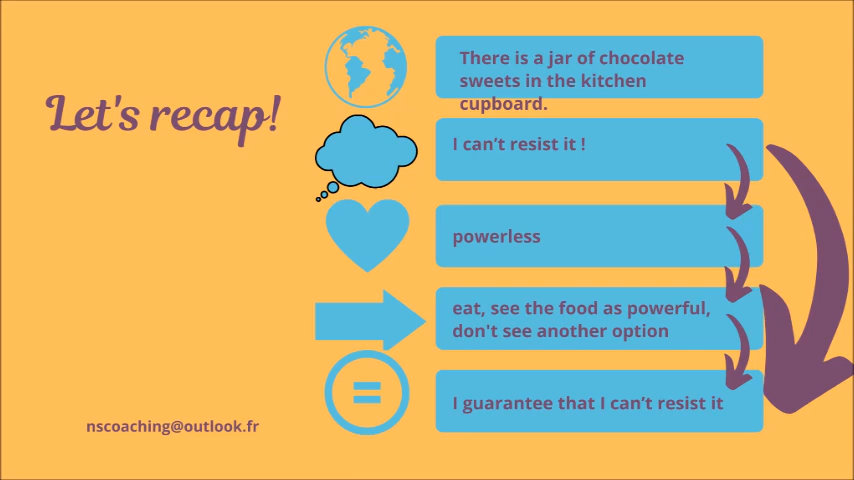 Let's recap!
There is a jar of chocolate
sweets in the kitchen
cupboard.
I can’t resist it !
powerless
eat, see the food as powerful,
don't see another option
I guarantee that I can’t resist it
nscoaching@outlook.fr